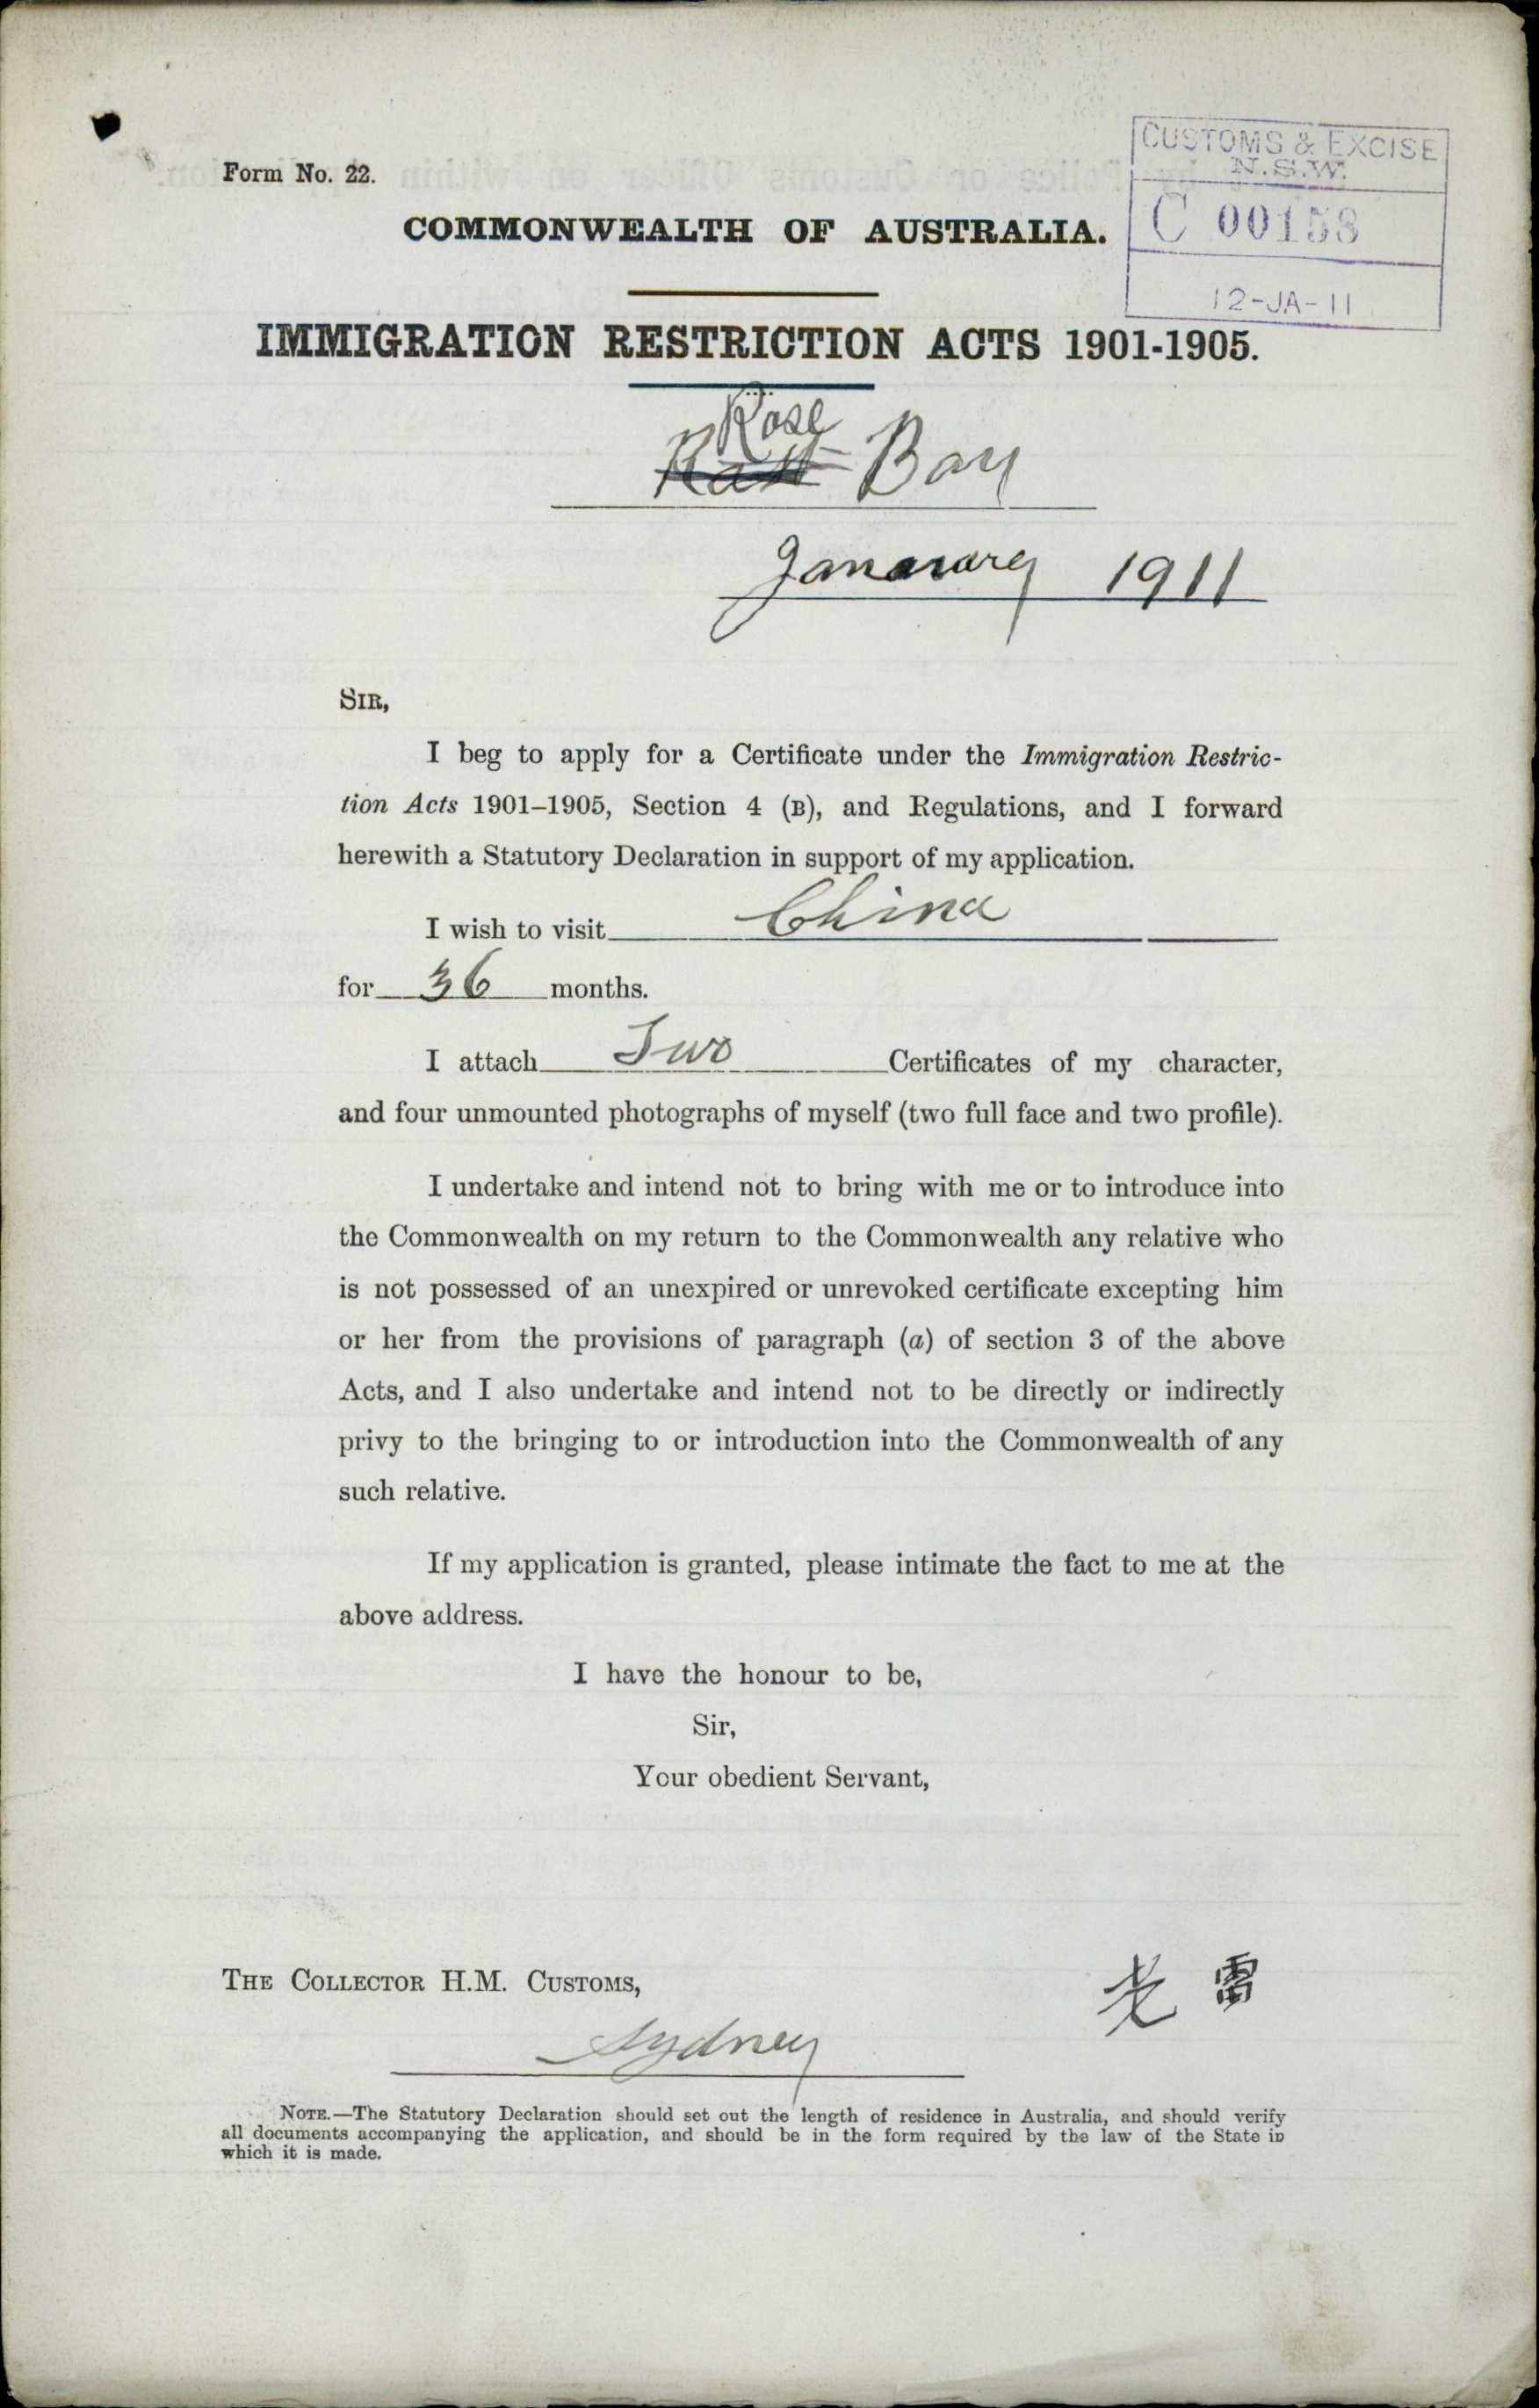 CUSTOMS & EXCISE
N.S.W.
Form No. 22.
C 00158
COMMONWEALTH OF AUSTRALIA.
12-JA-11
IMMIGRATION RESTRICTION ACTS 1901-1905.
Rose
Bay
Janauary 1911
SIR,
I beg to apply for a Certificate under the Immigration Restric-
tion Acts 1901–1905, Section 4 (B), and Regulations, and I forward
herewith a Statutory Declaration in support of my application.
I wish to visit China
for 36 months.
I attach Two Certificates of my character,
and four unmounted photographs of myself (two full face and two profile).
I undertake and intend not to bring with me or to introduce into
the Commonwealth on my return to the Commonwealth any relative who
is not possessed of an unexpired or unrevoked certificate excepting him
or her from the provisions of paragraph (a) of section 3 of the above
Acts, and I also undertake and intend not to be directly or indirectly
privy to the bringing to or introduction into the Commonwealth of any
such relative.
If my application is granted, please intimate the fact to me at the
above address.
I have the honour to be,
Sir,
Your obedient Servant,
THE COLLECTOR H.M. CUSTOMS,
老 雷
Sydney
NOTE.—The Statutory Declaration should set out the length of residence in Australia, and should verify
all documents accompanying the application, and should be in the form required by the law of the State in
which it is made.